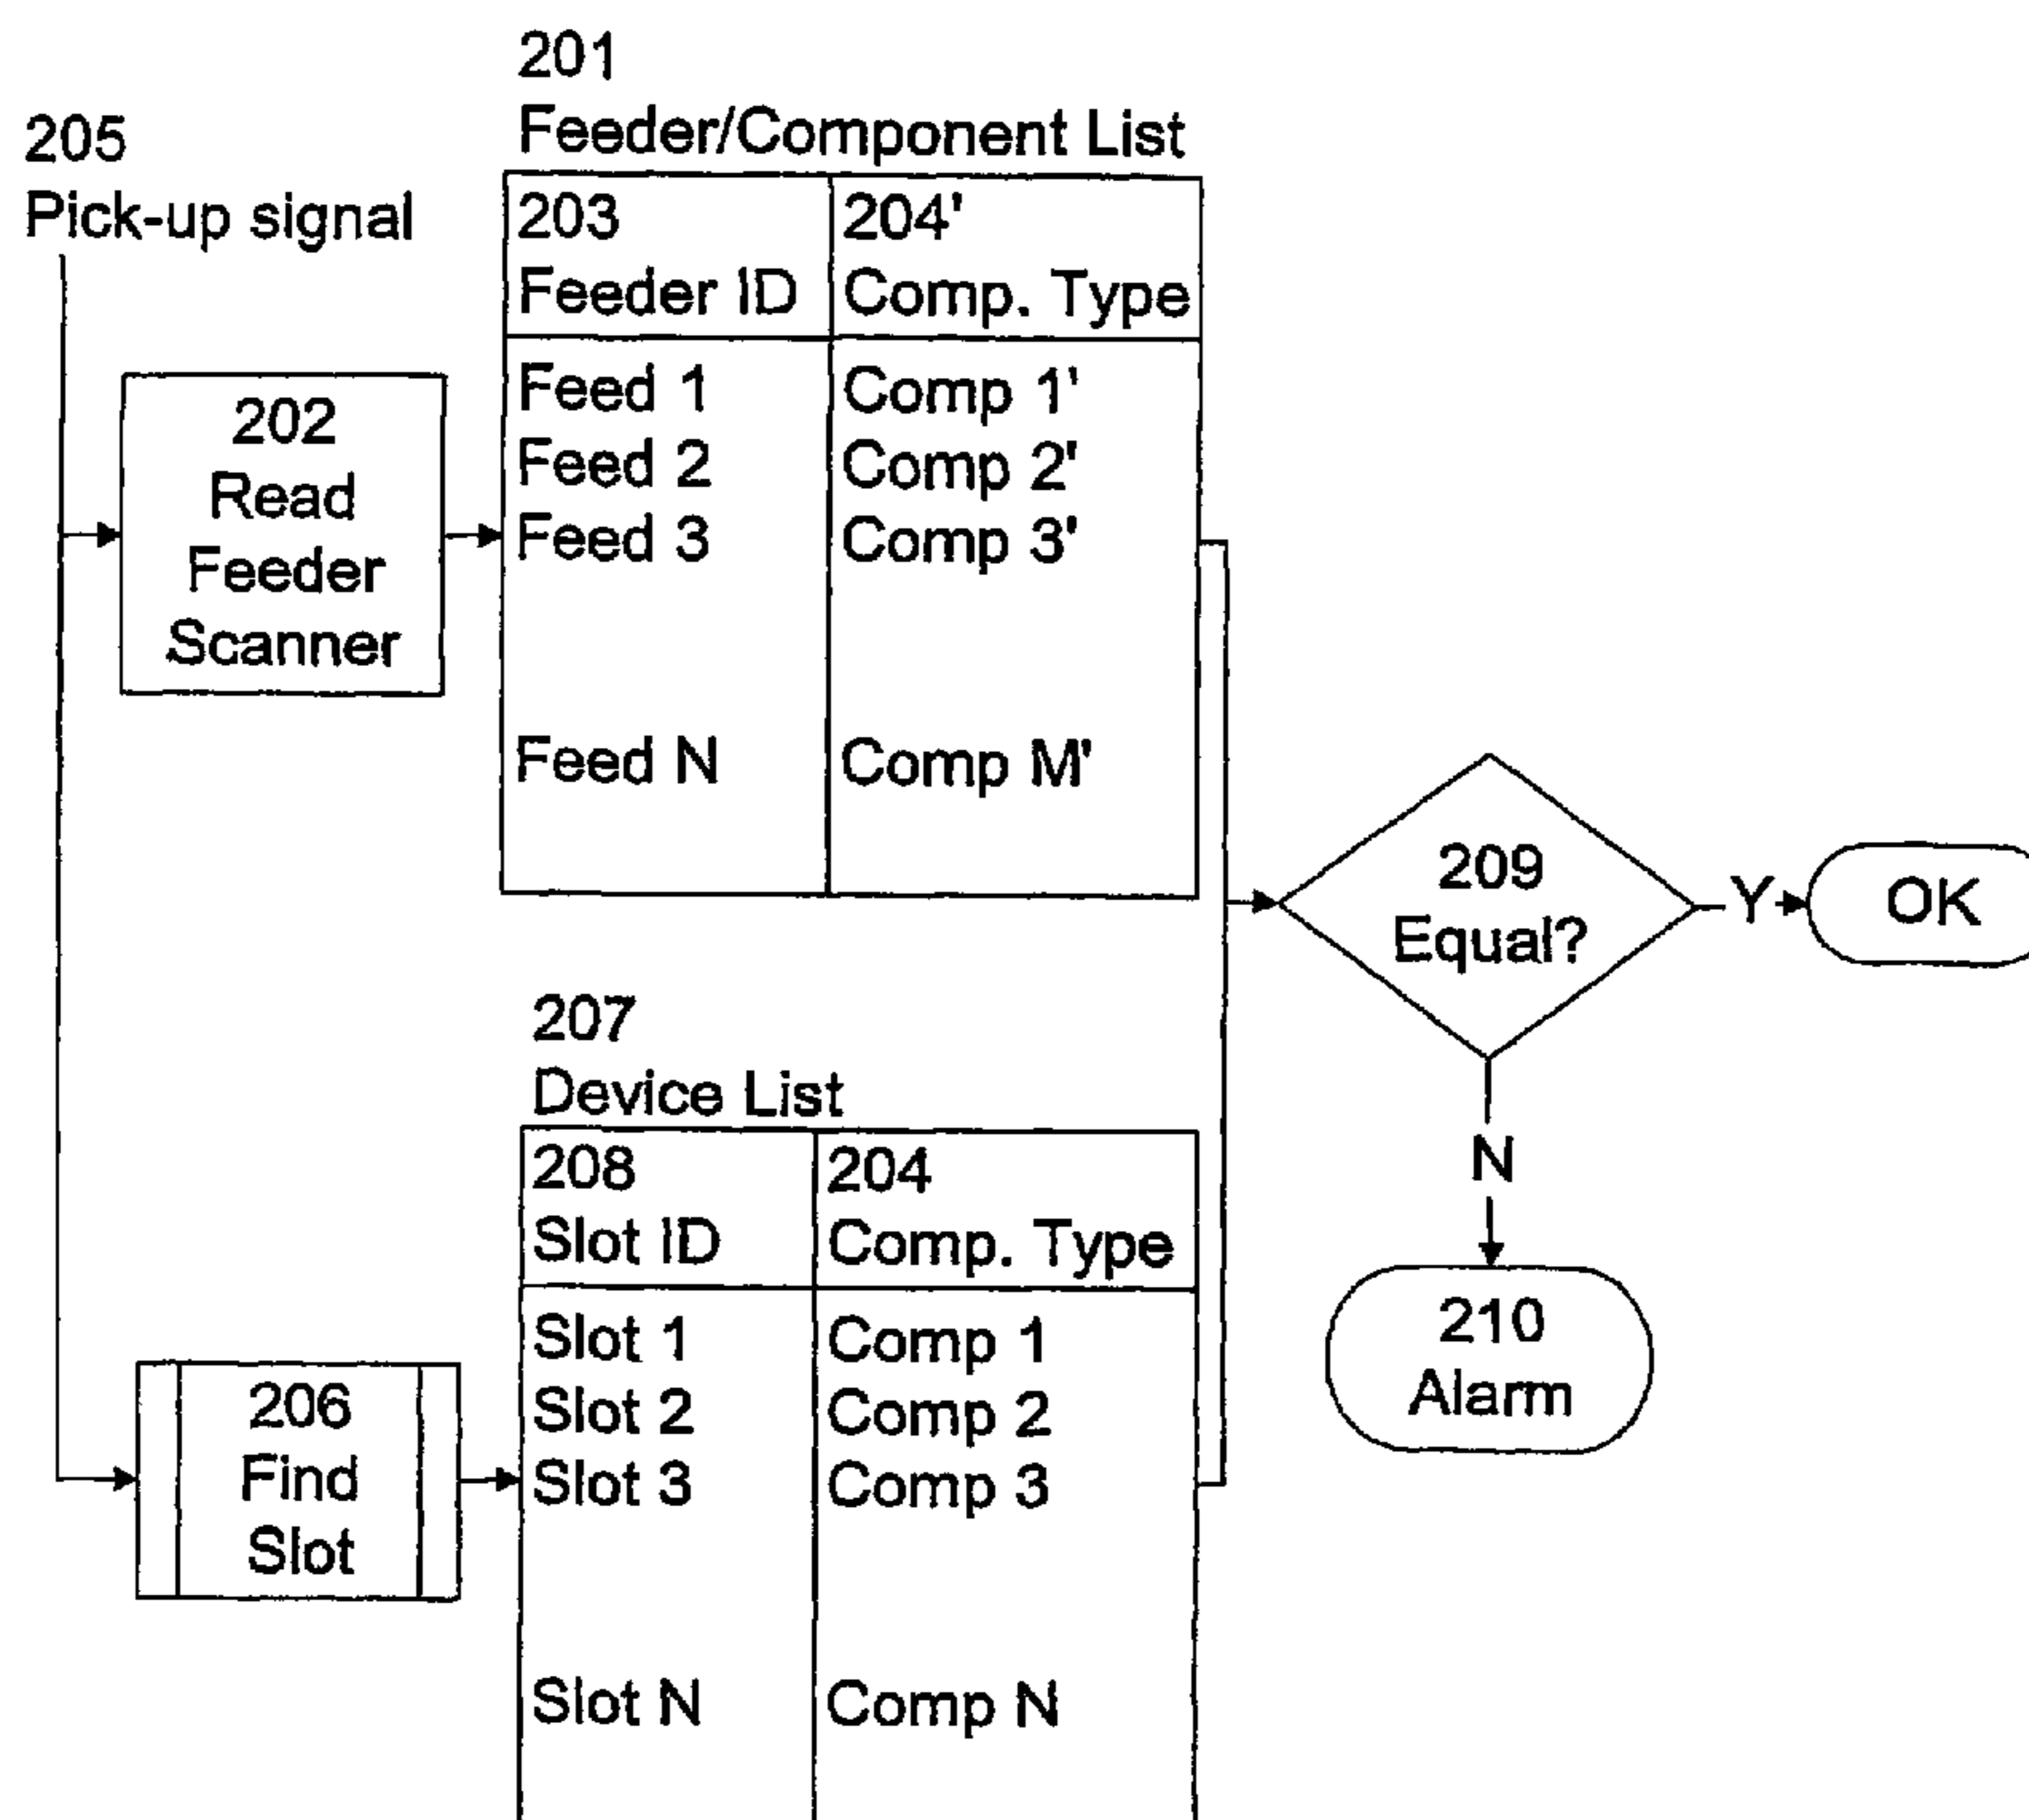 205
Pick-up signal
201
Feeder/Component List
203
Feeder ID
204'
Comp. Type
Feed 1
Comp 1'
Feed 2
Comp 2'
Feed 3
Comp 3'
Feed N
Comp M'
202
Read
Feeder
Scanner
209
Equal?
Y
OK
N
210
Alarm
207
Device List
208
Slot ID
204
Comp. Type
Slot 1
Comp 1
Slot 2
Comp 2
Slot 3
Comp 3
Slot N
Comp N
206
Find
Slot